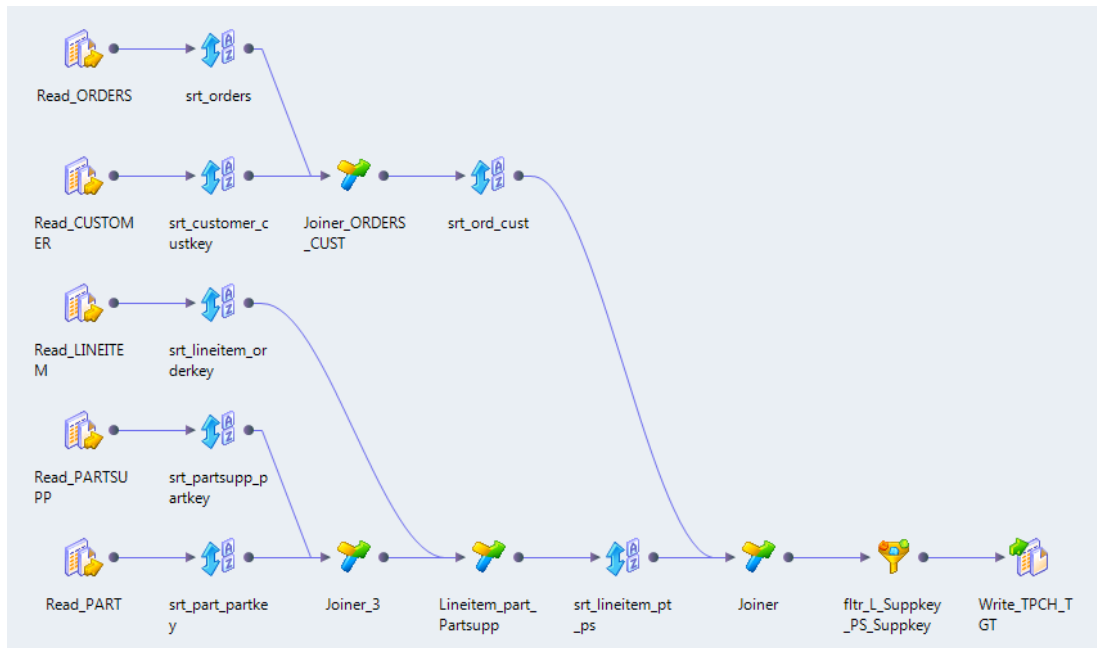 Read_ORDERS
srt_orders
Read_CUSTOM
ER
srt_customer_c
ustkey
Joiner_ORDERS
_CUST
srt_ord_cust
Read_LINEITE
M
srt_lineitem_or
derkey
Read_PARTSU
PP
srt_partsupp_p
artkey
Read_PART
srt_part_partke
y
Joiner_3
Lineitem_part_
Partsupp
srt_lineitem_pt
_ps
Joiner
fltr_L_Suppkey
_PS_Suppkey
Write_TPCH_T
GT